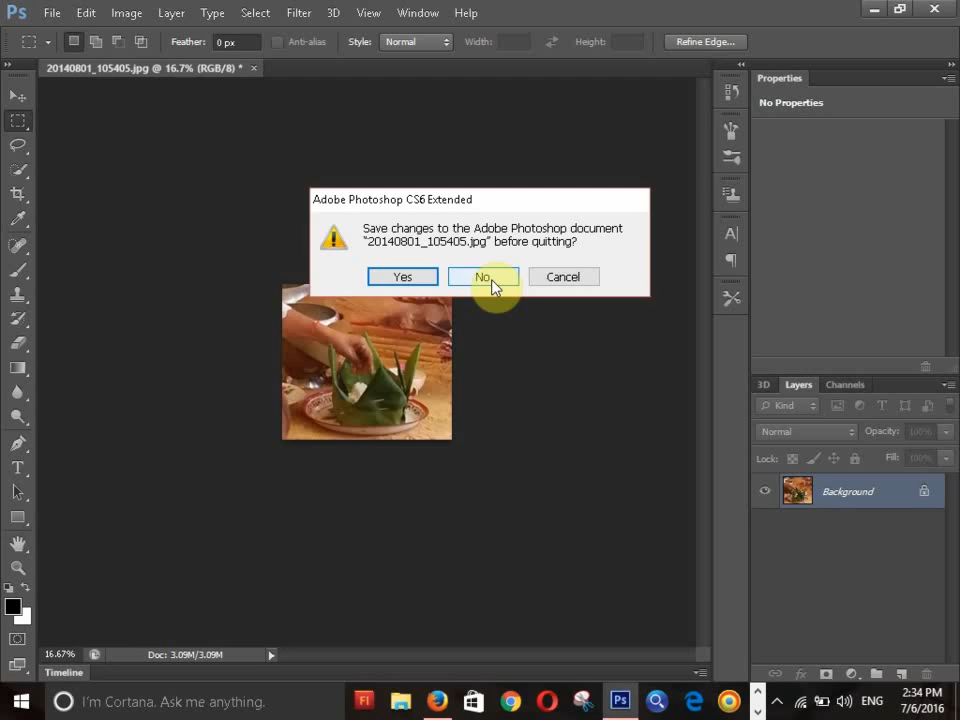 Ps File Edit Image Layer Type Select Filter 3D View Window Help
Feather: 0 px Anti-alias Style: Normal Width: Height: Refine Edge...
20140801_105405.jpg @ 16.7% (RGB/8) *
Properties
No Properties
Adobe Photoshop CS6 Extended
Save changes to the Adobe Photoshop document
“20140801_105405.jpg” before quitting?
Yes No Cancel
3D Layers Channels
Kind
Normal Opacity: 100%
Lock: Fill: 100%
Background
16.67% Doc: 3.09M/3.09M
Timeline
I'm Cortana. Ask me anything.
ENG
2:34 PM
7/6/2016